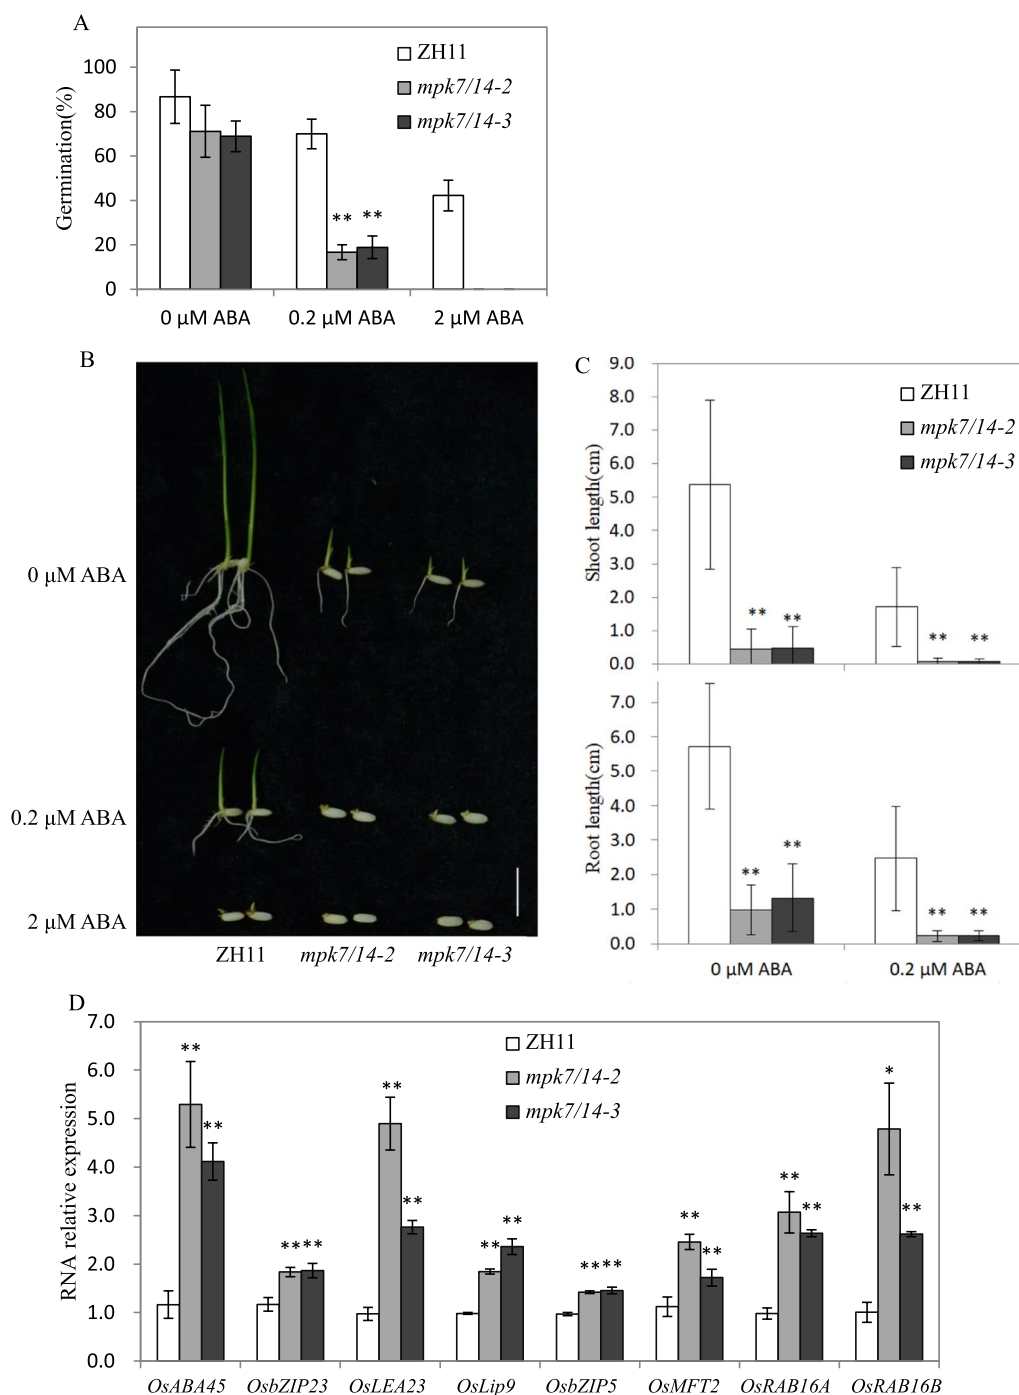 A
Germination(%)
100
80
60
40
20
0
ZH11
mpk7/14-2
mpk7/14-3
** **
0 μM ABA 0.2 μM ABA 2 μM ABA
B
0 μM ABA
0.2 μM ABA
2 μM ABA
ZH11 mpk7/14-2 mpk7/14-3
C
Shoot length(cm)
9.0
8.0
7.0
6.0
5.0
4.0
3.0
2.0
1.0
0.0
ZH11
mpk7/14-2
mpk7/14-3
** ** ** **
Root length(cm)
7.0
6.0
5.0
4.0
3.0
2.0
1.0
0.0
** ** ** **
0 μM ABA 0.2 μM ABA
D
RNA relative expression
7.0
6.0
5.0
4.0
3.0
2.0
1.0
0.0
ZH11
mpk7/14-2
mpk7/14-3
** ** ** ** ** ** ** ** ** ** ** ** ** ** * **
OsABA45 OsbZIP23 OsLEA23 OsLip9 OsbZIP5 OsMFT2 OsRAB16A OsRAB16B